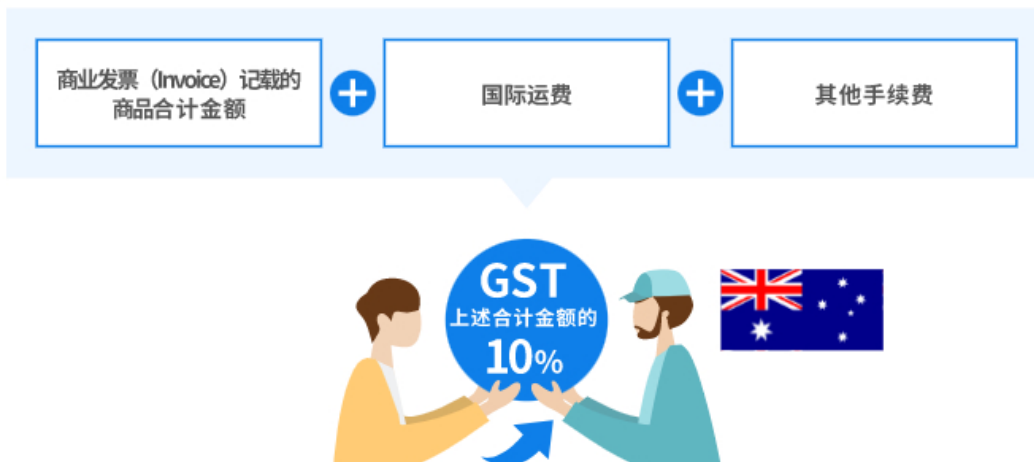 商业发票（Invoice）记载的
商品合计金额
国际运费
其他手续费
GST
上述合计金额的
10%